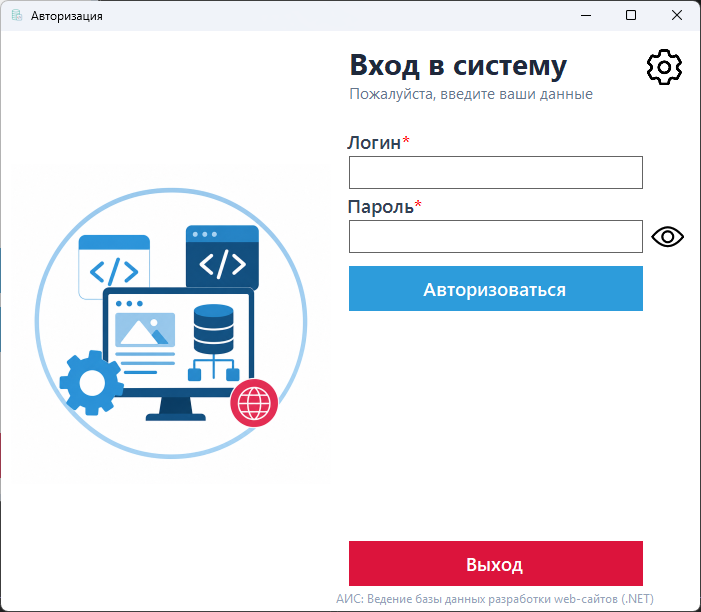 Авторизация
Вход в систему
Пожалуйста, введите ваши данные
Логин*
Пароль*
Авторизоваться
</>
</>
Выход
АИС: Ведение базы данных разработки web-сайтов (.NET)